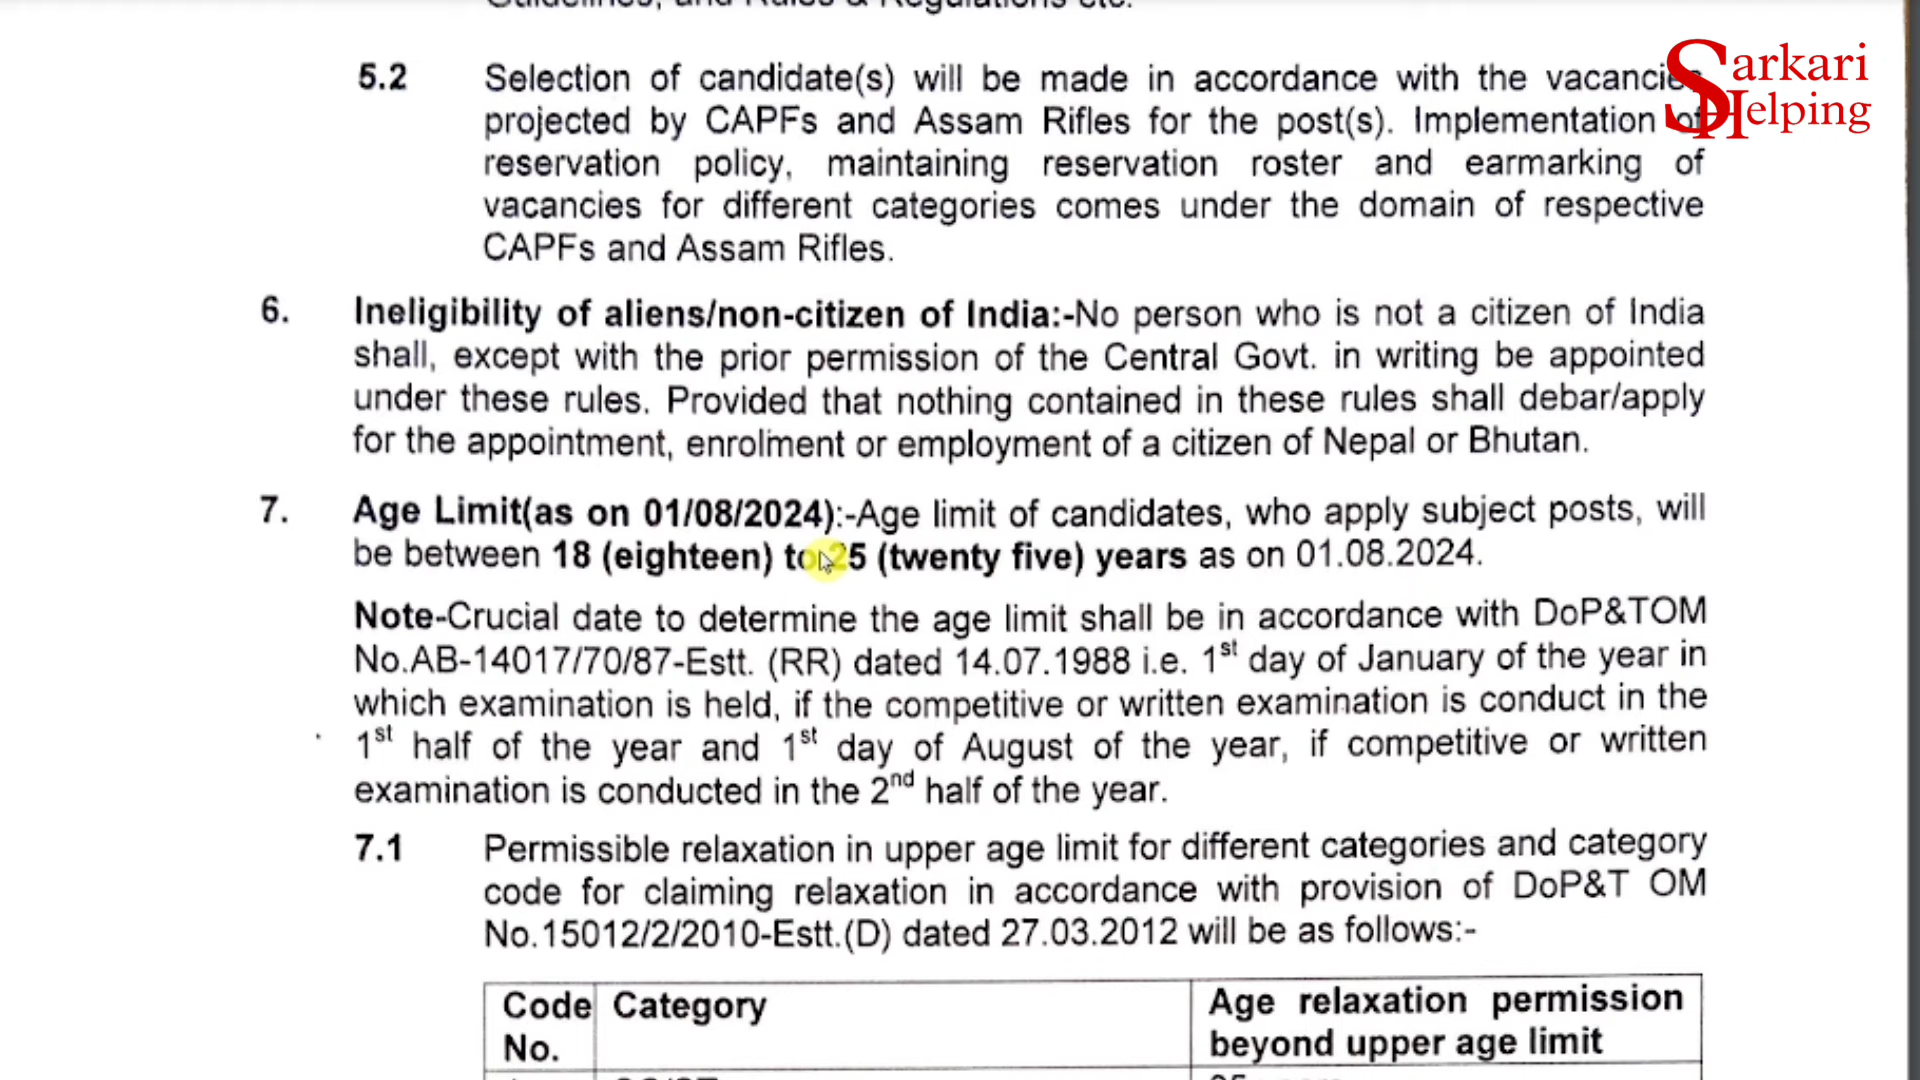 Guidelines, and Rules & Regulations etc.
Sarkari
Helping
5.2 Selection of candidate(s) will be made in accordance with the vacancies
projected by CAPFs and Assam Rifles for the post(s). Implementation of
reservation policy, maintaining reservation roster and earmarking of
vacancies for different categories comes under the domain of respective
CAPFs and Assam Rifles.
6. Ineligibility of aliens/non-citizen of India:-No person who is not a citizen of India
shall, except with the prior permission of the Central Govt. in writing be appointed
under these rules. Provided that nothing contained in these rules shall debar/apply
for the appointment, enrolment or employment of a citizen of Nepal or Bhutan.
7. Age Limit(as on 01/08/2024):-Age limit of candidates, who apply subject posts, will
be between 18 (eighteen) to 25 (twenty five) years as on 01.08.2024.
Note-Crucial date to determine the age limit shall be in accordance with DoP&TOM
No.AB-14017/70/87-Estt. (RR) dated 14.07.1988 i.e. 1st day of January of the year in
which examination is held, if the competitive or written examination is conduct in the
1st half of the year and 1st day of August of the year, if competitive or written
examination is conducted in the 2nd half of the year.
7.1 Permissible relaxation in upper age limit for different categories and category
code for claiming relaxation in accordance with provision of DoP&T OM
No.15012/2/2010-Estt.(D) dated 27.03.2012 will be as follows:-
Code Category Age relaxation permission
No. beyond upper age limit